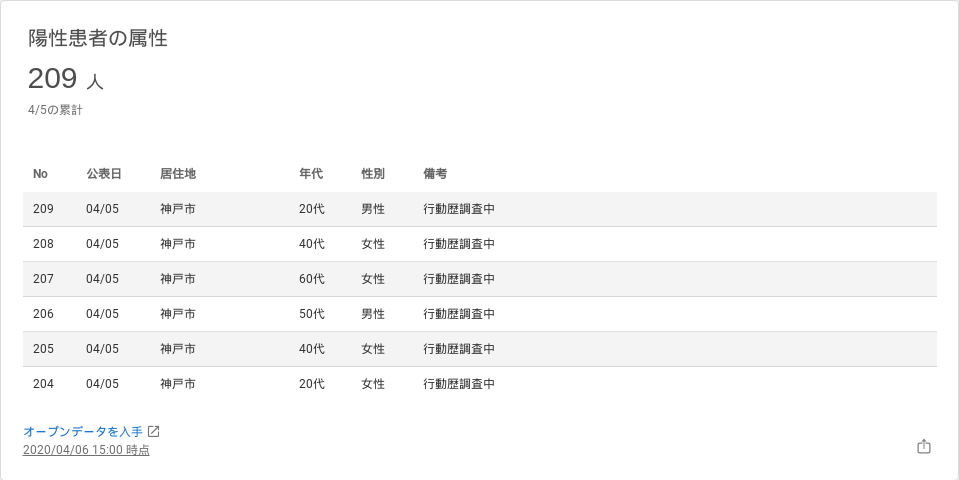 陽性患者の属性
209 人
4/5の累計
No 公表日 居住地 年代 性別 備考
209 04/05 神戸市 20代 男性 行動歴調査中
208 04/05 神戸市 40代 女性 行動歴調査中
207 04/05 神戸市 60代 女性 行動歴調査中
206 04/05 神戸市 50代 男性 行動歴調査中
205 04/05 神戸市 40代 女性 行動歴調査中
204 04/05 神戸市 20代 女性 行動歴調査中
オープンデータを入手
2020/04/06 15:00 時点